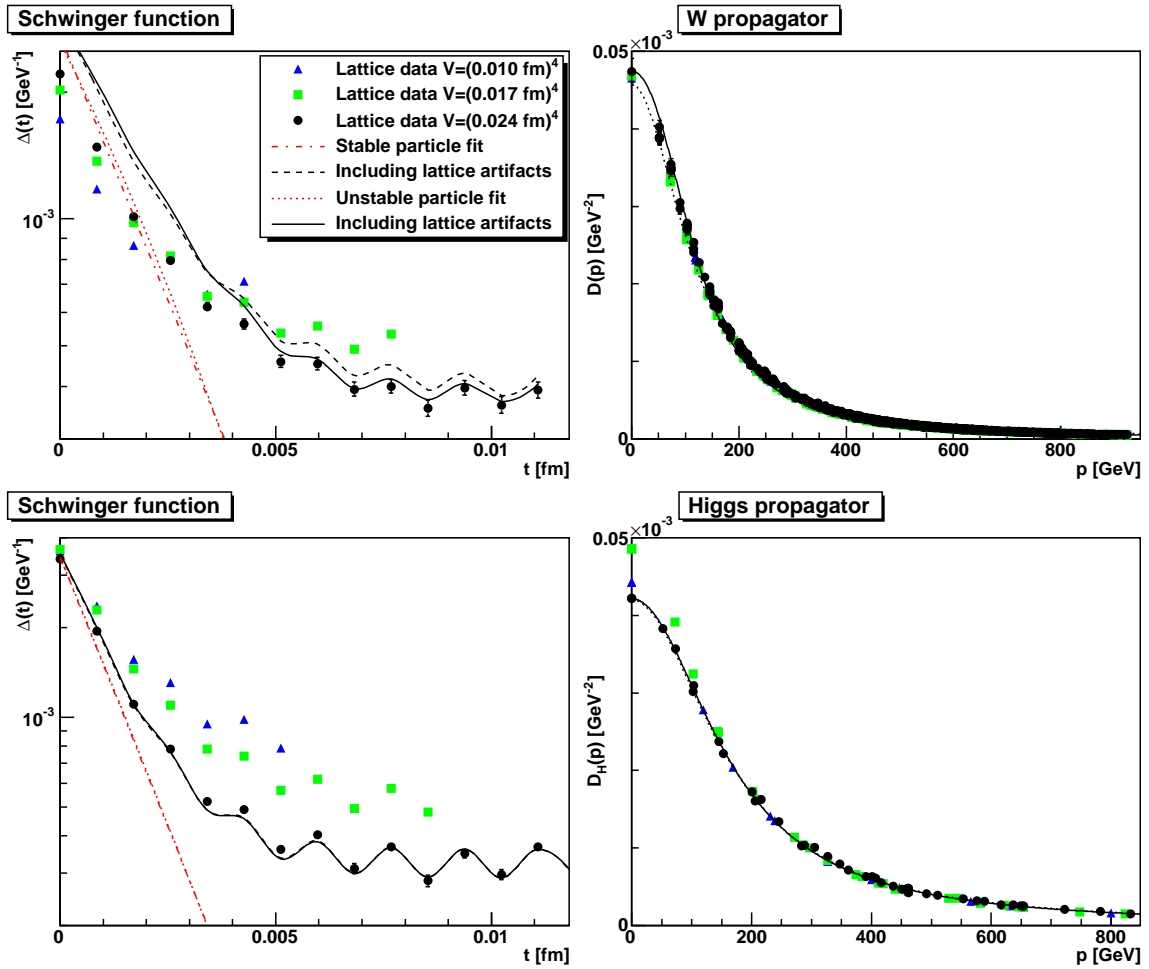 Schwinger function
Δ(t) [GeV⁻¹]
10⁻³
Lattice data V=(0.010 fm)⁴
Lattice data V=(0.017 fm)⁴
Lattice data V=(0.024 fm)⁴
Stable particle fit
Including lattice artifacts
Unstable particle fit
Including lattice artifacts
0 0.005 0.01
t [fm]
W propagator
×10⁻³
0.05
D(p) [GeV⁻²]
0
0 200 400 600 800
p [GeV]
Schwinger function
Δ(t) [GeV⁻¹]
10⁻³
0 0.005 0.01
t [fm]
Higgs propagator
×10⁻³
0.05
D_H(p) [GeV⁻²]
0
0 200 400 600 800
p [GeV]